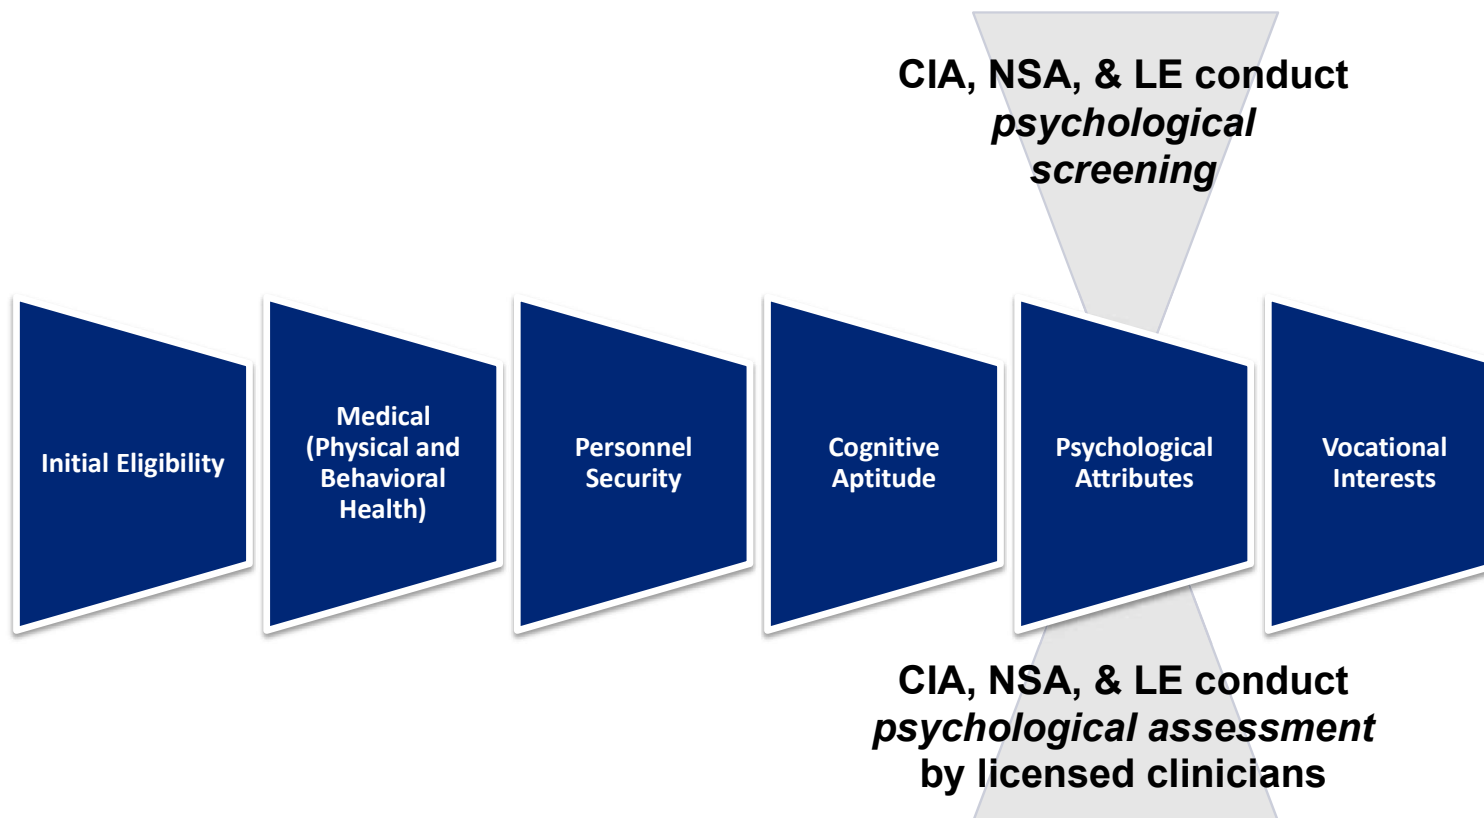 CIA, NSA, & LE conduct
psychological
screening
Initial Eligibility
Medical
(Physical and
Behavioral
Health)
Personnel
Security
Cognitive
Aptitude
Psychological
Attributes
Vocational
Interests
CIA, NSA, & LE conduct
psychological assessment
by licensed clinicians